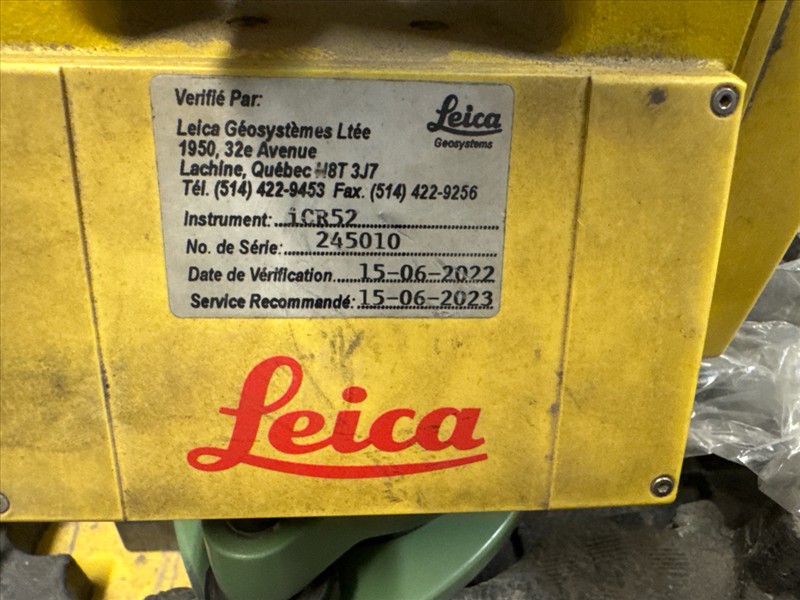 Verifié Par:
Leica
Geosystems
Leica Géosystèmes Ltée
1950, 32e Avenue
Lachine, Québec H8T 3J7
Tél. (514) 422-9453 Fax. (514) 422-9256
Instrument: iCR52
No. de Série: 245010
Date de Vérification 15-06-2022
Service Recommandé: 15-06-2023
Leica